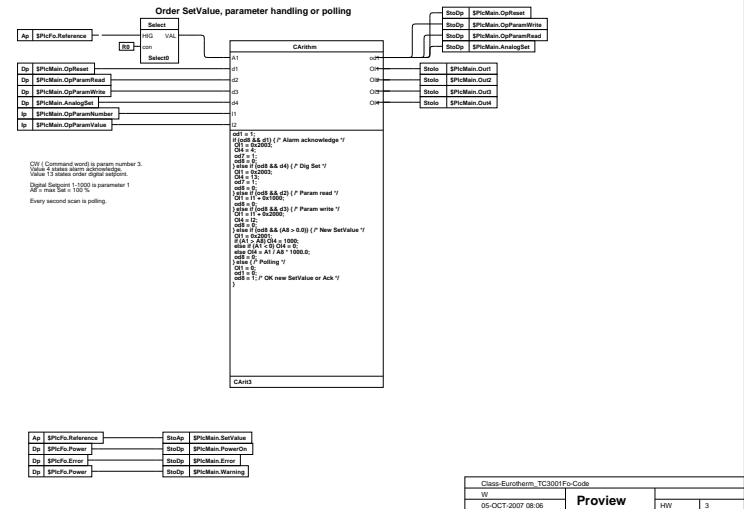 Order SetValue, parameter handling or polling
Ap $PlcFo.Reference
Select
HIG VAL
R0 con
Select0
StoDp $PlcMain.OpReset
StoDp $PlcMain.OpParamWrite
StoDp $PlcMain.OpParamRead
StoDp $PlcMain.AnalogSet
CArithm
A1 od1
Dp $PlcMain.OpReset d1 OI1 StoIo $PlcMain.Out1
Dp $PlcMain.OpParamRead d2 OI2 StoIo $PlcMain.Out2
Dp $PlcMain.OpParamWrite d3 OI3 StoIo $PlcMain.Out3
Dp $PlcMain.AnalogSet d4 OI4 StoIo $PlcMain.Out4
Ip $PlcMain.OpParamNumber I1
Ip $PlcMain.OpParamValue I2
od1 = 1;
if (od8 && d1) { /* Alarm acknowledge */
OI1 = 0x2003;
OI4 = 4;
od7 = 1;
od8 = 0;
} else if (od8 && d4) { /* Dig Set */
OI1 = 0x2003;
OI4 = 13;
od7 = 1;
od8 = 0;
} else if (od8 && d2) { /* Param read */
OI1 = I1 + 0x1000;
od8 = 0;
} else if (od8 && d3) { /* Param write */
OI1 = I1 + 0x2000;
OI4 = I2;
od8 = 0;
} else if (od8 && (A8 > 0.0)) { /* New SetValue */
OI1 = 0x2001;
if (A1 > A8) OI4 = 1000;
else if (A1 < 0) OI4 = 0;
else OI4 = A1 / A8 * 1000.0;
od8 = 0;
} else { /* Polling */
OI1 = 0;
od1 = 0;
od8 = 1; /* OK new SetValue or Ack */
}
CArit3
CW ( Command word) is param number 3.
Value 4 states alarm acknowledge,
Value 13 states order digital setpoint.
Digital Setpoint 1-1000 is parameter 1
A8 = max Set = 100 %
Every second scan is polling.
Ap $PlcFo.Reference StoAp $PlcMain.SetValue
Dp $PlcFo.Power StoDp $PlcMain.PowerOn
Dp $PlcFo.Error StoDp $PlcMain.Error
Dp $PlcFo.Power StoDp $PlcMain.Warning
Class-Eurotherm_TC3001Fo-Code
W
05-OCT-2007 08:06
Proview
HW 3